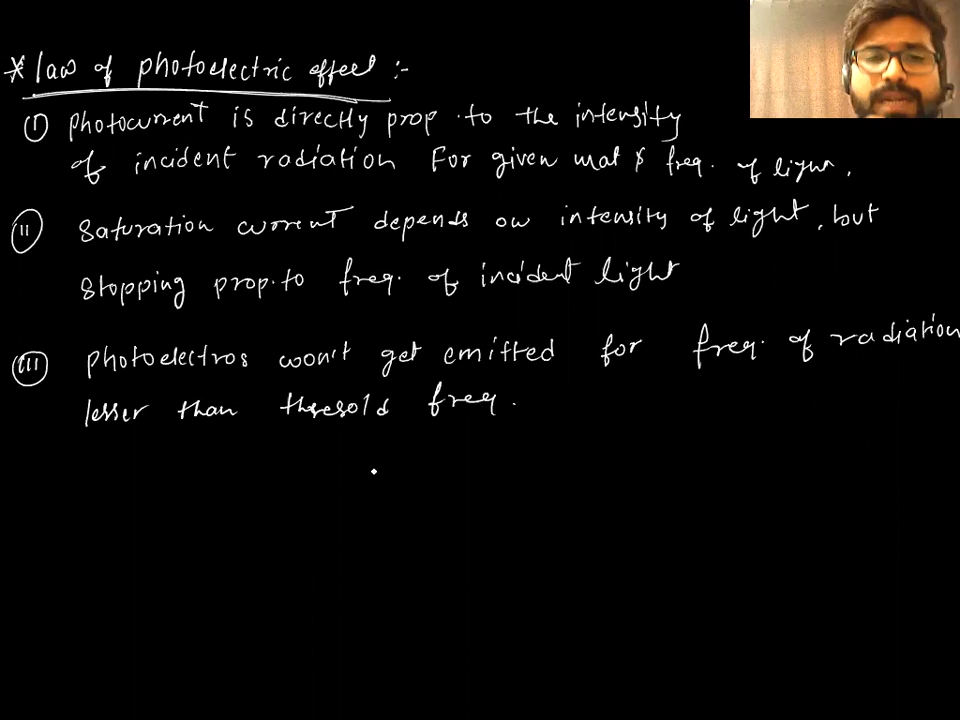 * law of photoelectric effect :-
(I) photocurrent is directly prop. to the intensity
of incident radiation For given mat & freq. of light.
(II) Saturation current depends on intensity of light, but
stopping prop. to freq. of incident light
(III) photoelectros won't get emitted for freq. of radiation
lesser than thresold freq.